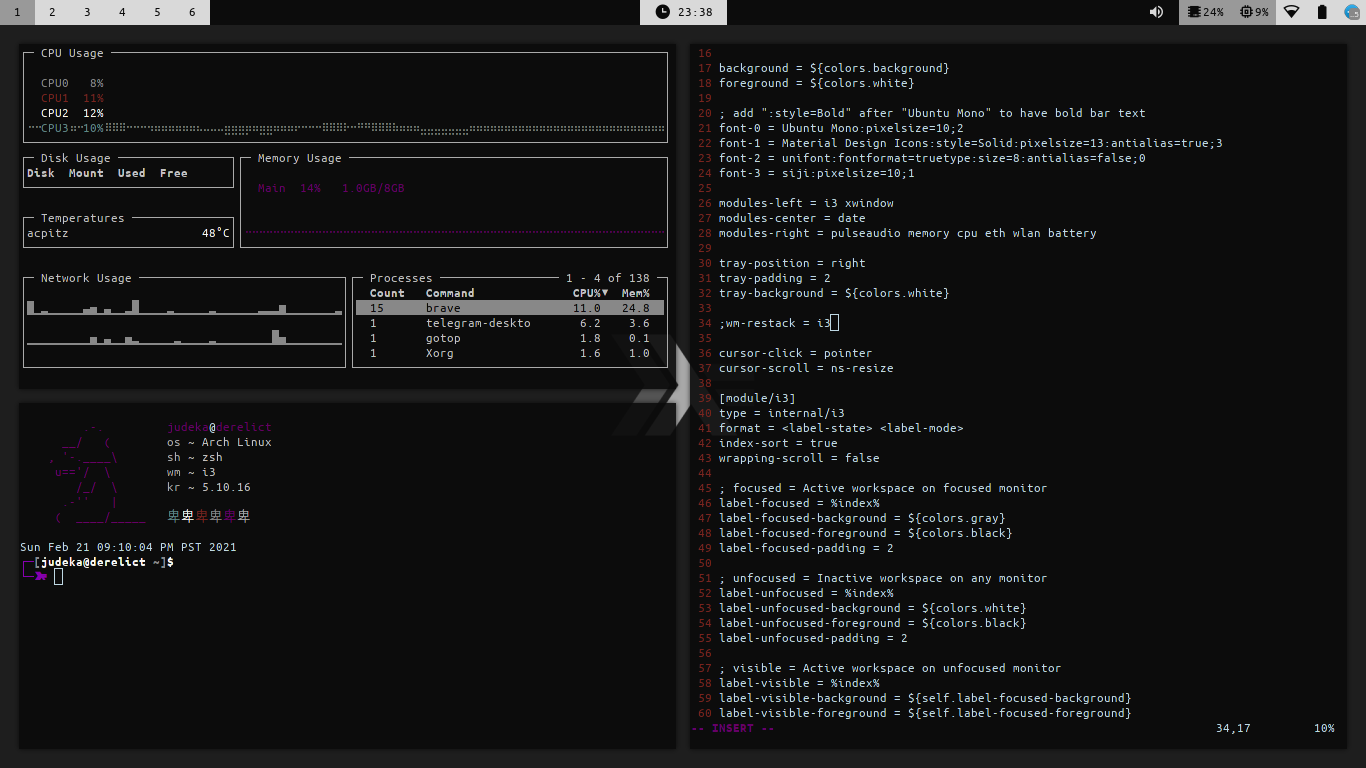 1 2 3 4 5 6 23:38 24% 9%
CPU Usage
CPU0 8%
CPU1 11%
CPU2 12%
CPU3 10%
Disk Usage
Disk Mount Used Free
Memory Usage
Main 14% 1.0GB/8GB
Temperatures
acpitz 48°C
Network Usage
Processes 1 - 4 of 138
Count Command CPU%▼ Mem%
15 brave 11.0 24.8
1 telegram-deskto 6.2 3.6
1 gotop 1.8 0.1
1 Xorg 1.6 1.0
judeka@derelict
os ~ Arch Linux
sh ~ zsh
wm ~ i3
kr ~ 5.10.16
卑卑卑卑卑卑
Sun Feb 21 09:10:04 PM PST 2021
[judeka@derelict ~]$
16
17 background = ${colors.background}
18 foreground = ${colors.white}
19
20 ; add ":style=Bold" after "Ubuntu Mono" to have bold bar text
21 font-0 = Ubuntu Mono:pixelsize=10;2
22 font-1 = Material Design Icons:style=Solid:pixelsize=13:antialias=true;3
23 font-2 = unifont:fontformat=truetype:size=8:antialias=false;0
24 font-3 = siji:pixelsize=10;1
25
26 modules-left = i3 xwindow
27 modules-center = date
28 modules-right = pulseaudio memory cpu eth wlan battery
29
30 tray-position = right
31 tray-padding = 2
32 tray-background = ${colors.white}
33
34 ;wm-restack = i3
35
36 cursor-click = pointer
37 cursor-scroll = ns-resize
38
39 [module/i3]
40 type = internal/i3
41 format = <label-state> <label-mode>
42 index-sort = true
43 wrapping-scroll = false
44
45 ; focused = Active workspace on focused monitor
46 label-focused = %index%
47 label-focused-background = ${colors.gray}
48 label-focused-foreground = ${colors.black}
49 label-focused-padding = 2
50
51 ; unfocused = Inactive workspace on any monitor
52 label-unfocused = %index%
53 label-unfocused-background = ${colors.white}
54 label-unfocused-foreground = ${colors.black}
55 label-unfocused-padding = 2
56
57 ; visible = Active workspace on unfocused monitor
58 label-visible = %index%
59 label-visible-background = ${self.label-focused-background}
60 label-visible-foreground = ${self.label-focused-foreground}
-- INSERT -- 34,17 10%